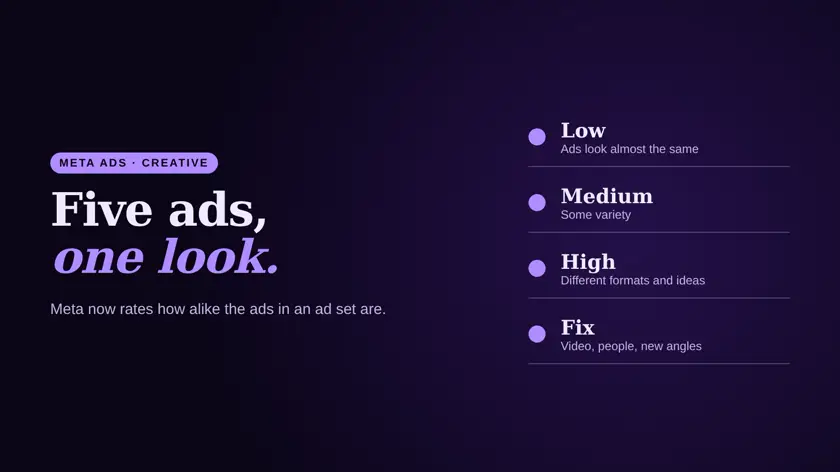 META ADS · CREATIVE
Five ads,
one look.
Meta now rates how alike the ads in an ad set are.
Low
Ads look almost the same
Medium
Some variety
High
Different formats and ideas
Fix
Video, people, new angles